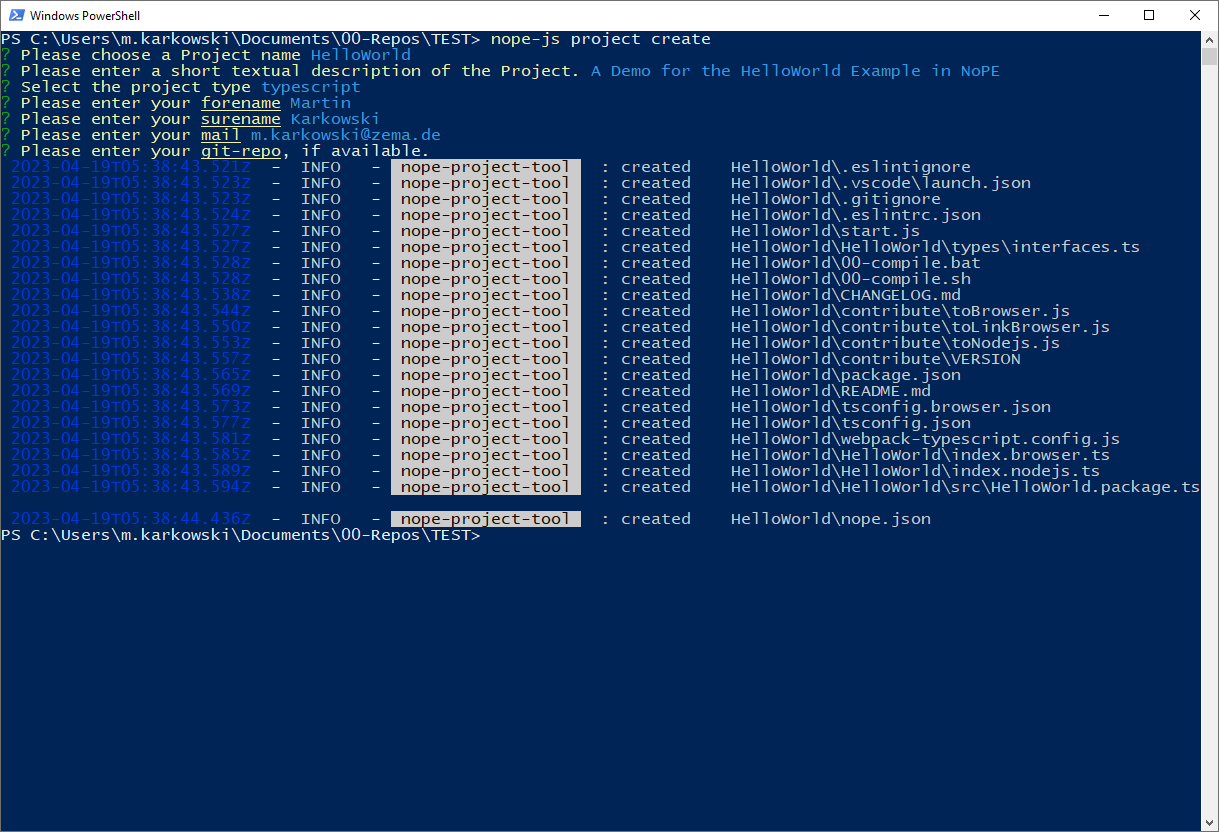 Windows PowerShell
PS C:\Users\m.karkowski\Documents\00-Repos\TEST> nope-js project create
? Please choose a Project name HelloWorld
? Please enter a short textual description of the Project. A Demo for the HelloWorld Example in NoPE
? Select the project type typescript
? Please enter your forename Martin
? Please enter your surename Karkowski
? Please enter your mail m.karkowski@zema.de
? Please enter your git-repo, if available.
2023-04-19T05:38:43.521Z - INFO - nope-project-tool : created HelloWorld\.eslintignore
2023-04-19T05:38:43.523Z - INFO - nope-project-tool : created HelloWorld\.vscode\launch.json
2023-04-19T05:38:43.523Z - INFO - nope-project-tool : created HelloWorld\.gitignore
2023-04-19T05:38:43.524Z - INFO - nope-project-tool : created HelloWorld\.eslintrc.json
2023-04-19T05:38:43.527Z - INFO - nope-project-tool : created HelloWorld\start.js
2023-04-19T05:38:43.527Z - INFO - nope-project-tool : created HelloWorld\HelloWorld\types\interfaces.ts
2023-04-19T05:38:43.528Z - INFO - nope-project-tool : created HelloWorld\00-compile.bat
2023-04-19T05:38:43.528Z - INFO - nope-project-tool : created HelloWorld\00-compile.sh
2023-04-19T05:38:43.538Z - INFO - nope-project-tool : created HelloWorld\CHANGELOG.md
2023-04-19T05:38:43.544Z - INFO - nope-project-tool : created HelloWorld\contribute\toBrowser.js
2023-04-19T05:38:43.550Z - INFO - nope-project-tool : created HelloWorld\contribute\toLinkBrowser.js
2023-04-19T05:38:43.553Z - INFO - nope-project-tool : created HelloWorld\contribute\toNodejs.js
2023-04-19T05:38:43.557Z - INFO - nope-project-tool : created HelloWorld\contribute\VERSION
2023-04-19T05:38:43.565Z - INFO - nope-project-tool : created HelloWorld\package.json
2023-04-19T05:38:43.569Z - INFO - nope-project-tool : created HelloWorld\README.md
2023-04-19T05:38:43.573Z - INFO - nope-project-tool : created HelloWorld\tsconfig.browser.json
2023-04-19T05:38:43.577Z - INFO - nope-project-tool : created HelloWorld\tsconfig.json
2023-04-19T05:38:43.581Z - INFO - nope-project-tool : created HelloWorld\webpack-typescript.config.js
2023-04-19T05:38:43.585Z - INFO - nope-project-tool : created HelloWorld\HelloWorld\index.browser.ts
2023-04-19T05:38:43.589Z - INFO - nope-project-tool : created HelloWorld\HelloWorld\index.nodejs.ts
2023-04-19T05:38:43.594Z - INFO - nope-project-tool : created HelloWorld\HelloWorld\src\HelloWorld.package.ts
2023-04-19T05:38:44.436Z - INFO - nope-project-tool : created HelloWorld\nope.json
PS C:\Users\m.karkowski\Documents\00-Repos\TEST>